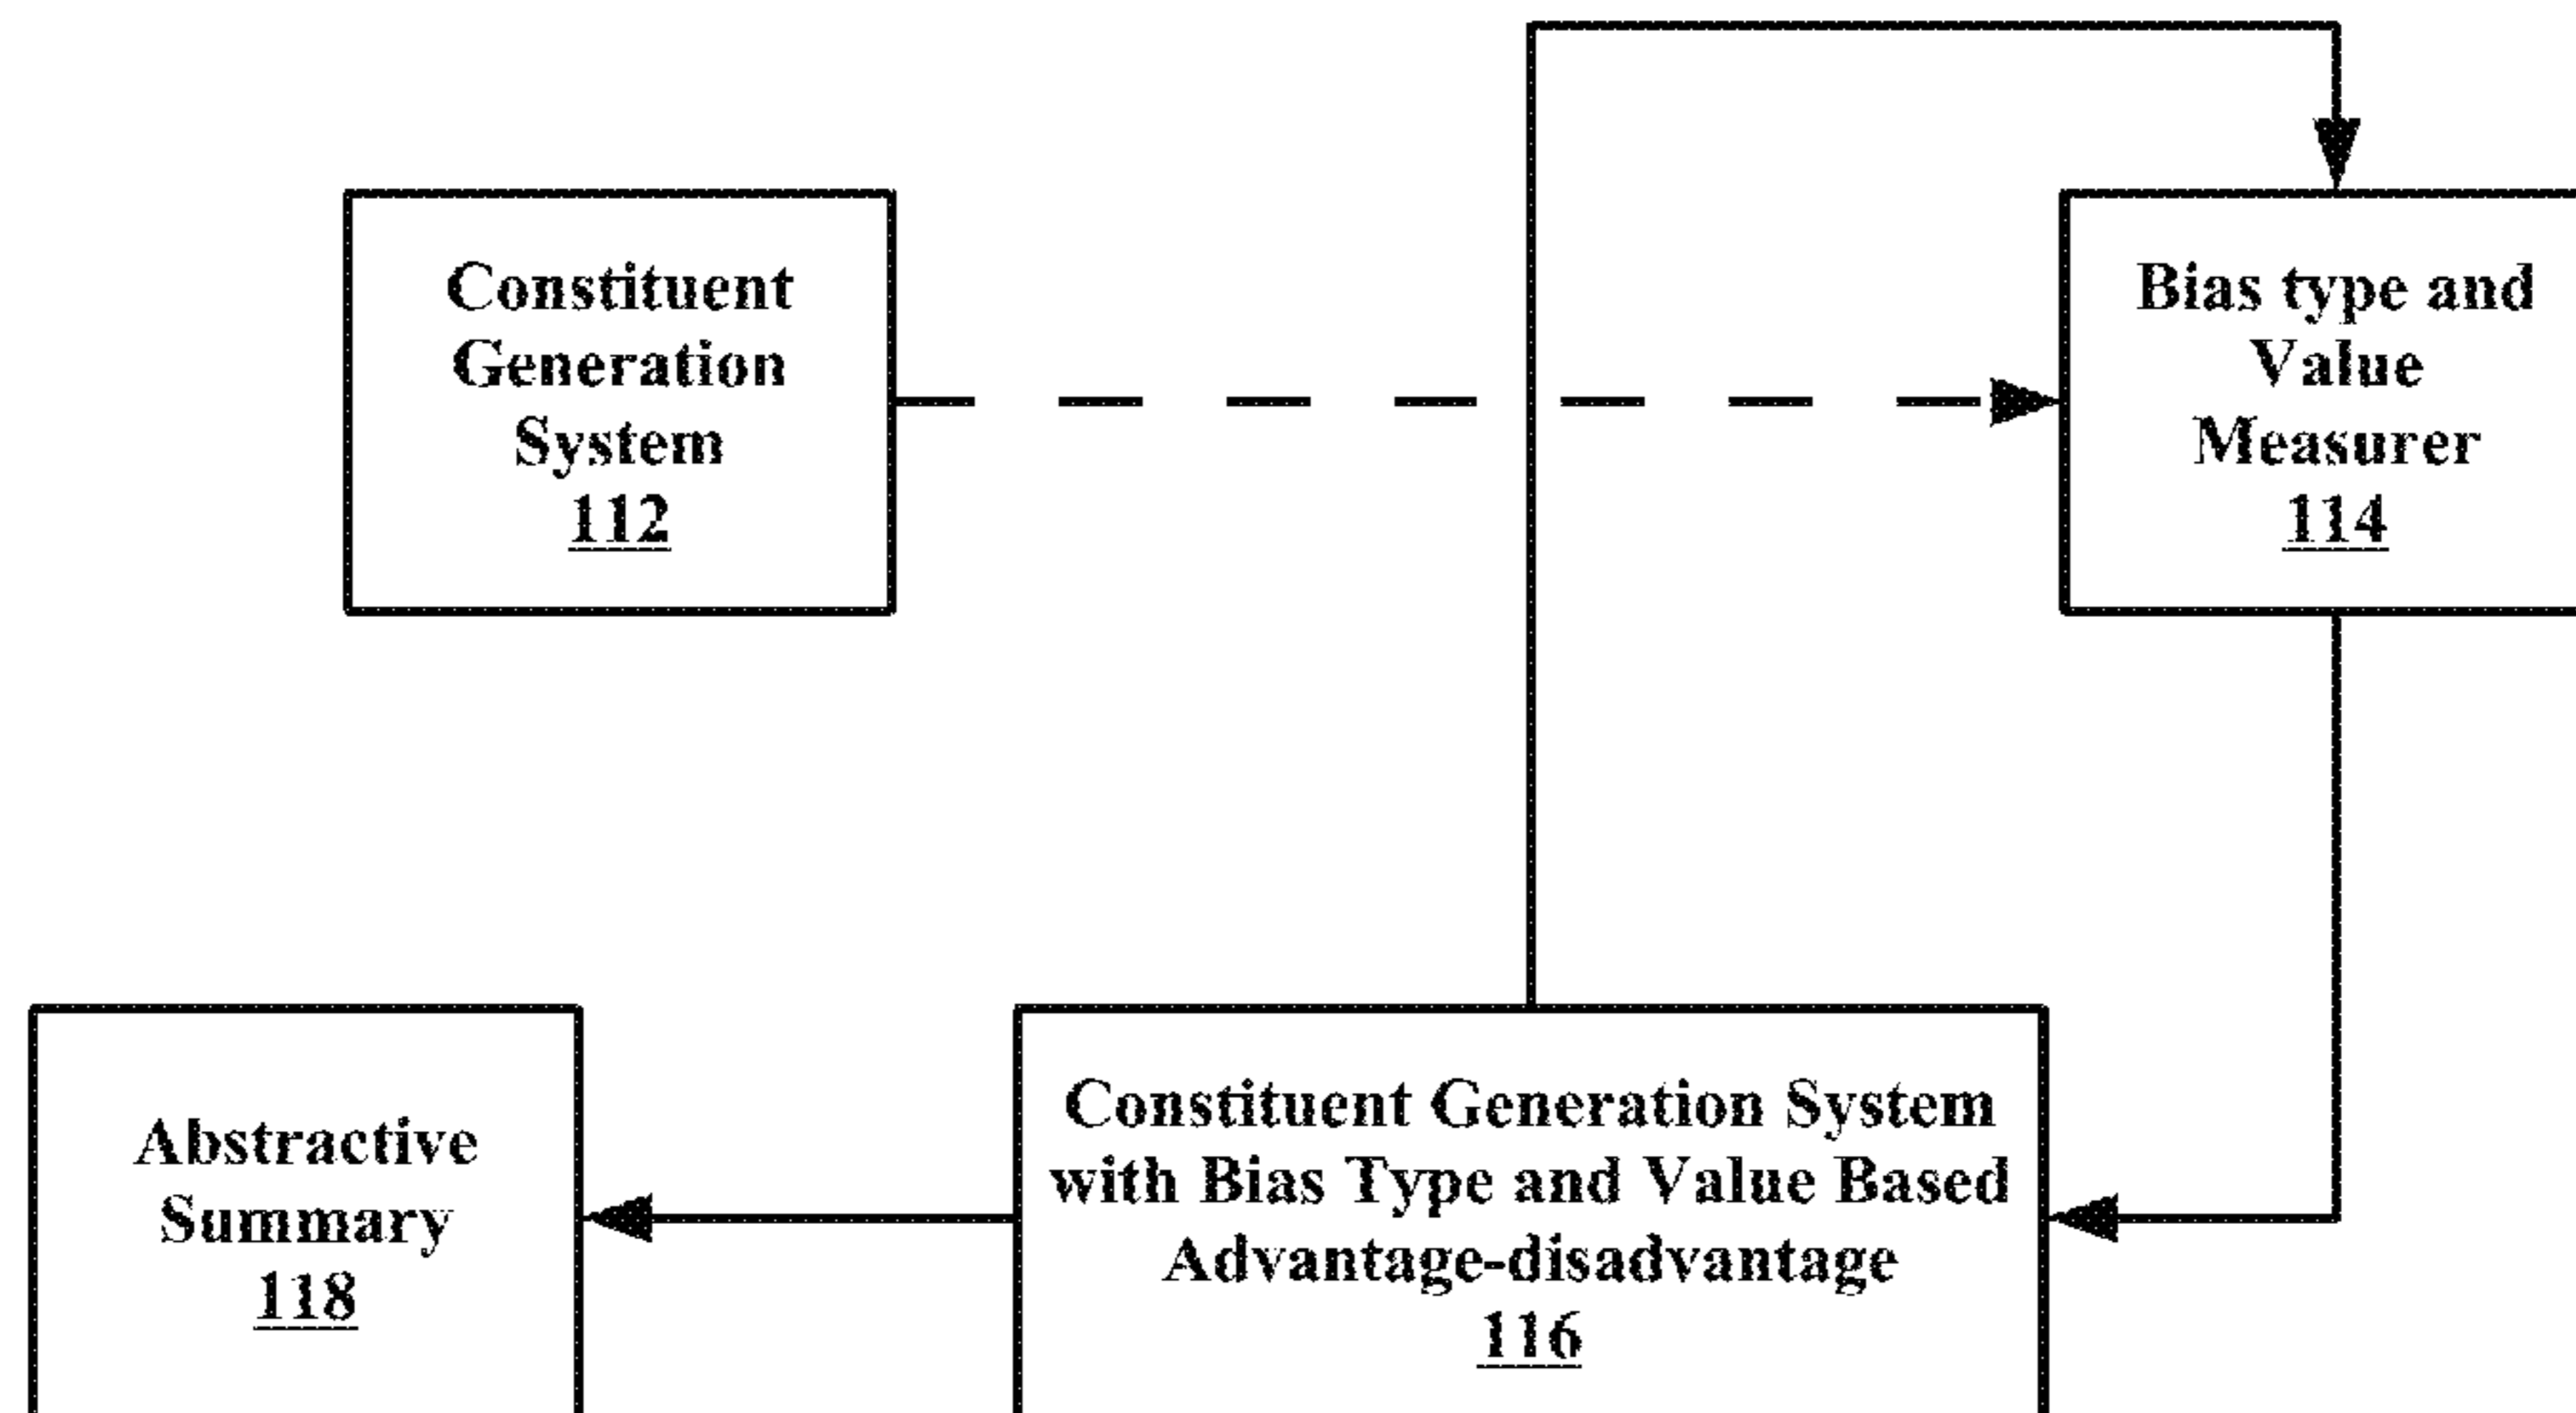 Constituent
Generation
System
112
Bias type and
Value
Measurer
114
Abstractive
Summary
118
Constituent Generation System
with Bias Type and Value Based
Advantage-disadvantage
116